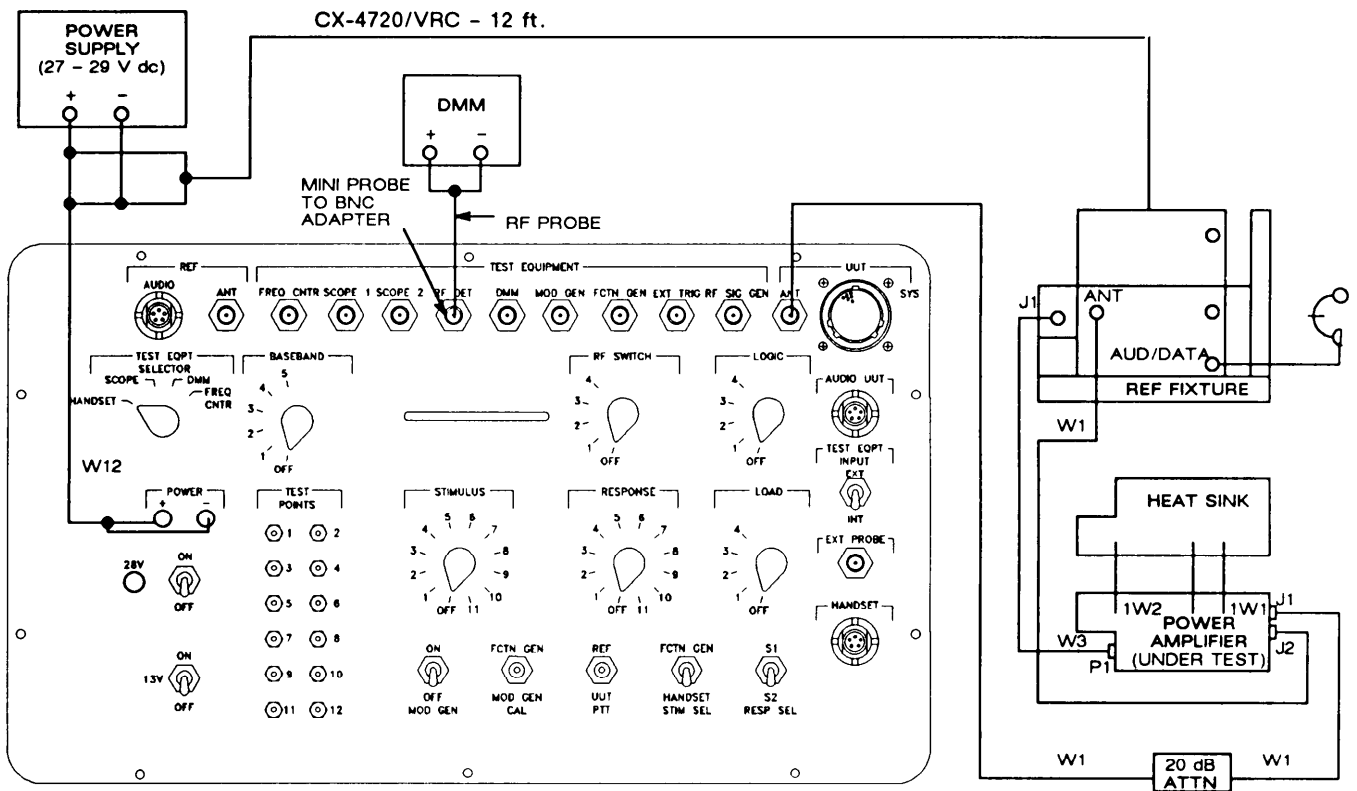 CX-4720/VRC - 12 ft.
POWER
SUPPLY
(27 - 29 V dc)
+ -
DMM
+ -
MINI PROBE
TO BNC
ADAPTER
RF PROBE
REF
TEST EQUIPMENT
UUT
AUDIO
ANT
FREQ CNTR
SCOPE 1
SCOPE 2
RF DET
DMM
MOD GEN
FCTN GEN
EXT TRIG
RF SIG GEN
ANT
SYS
J1
ANT
AUD/DATA
REF FIXTURE
TEST EQPT
SELECTOR
SCOPE
DMM
HANDSET
FREQ
CNTR
BASEBAND
5
4
3
2
1
OFF
RF SWITCH
4
3
2
1
OFF
LOGIC
4
3
2
1
OFF
AUDIO UUT
TEST EQPT
INPUT
EXT
INT
W1
W12
POWER
+ -
TEST
POINTS
1 2
3 4
5 6
7 8
9 10
11 12
STIMULUS
5 6
4 7
3 8
2 9
1 10
OFF 11
RESPONSE
5 6
4 7
3 8
2 9
1 10
OFF 11
LOAD
4
3
2
1
OFF
EXT PROBE
HEAT SINK
28V
ON
OFF
HANDSET
1W2
1W1
J1
POWER
AMPLIFIER
(UNDER TEST)
W3
P1
J2
13V
ON
OFF
ON
OFF
MOD GEN
FCTN GEN
MOD GEN
CAL
REF
UUT
PTT
FCTN GEN
HANDSET
STIM SEL
S1
S2
RESP SEL
W1
20 dB
ATTN
W1